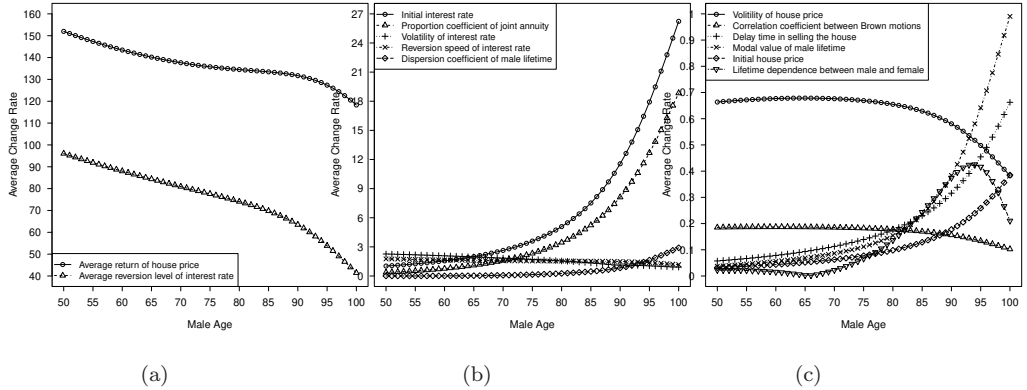 160
150
140
130
120
110
100
90
80
70
60
50
40
Average Change Rate
Average return of house price
Average reversion level of interest rate
50 55 60 65 70 75 80 85 90 95 100
Male Age
(a)
27
24
21
18
15
12
9
6
3
0
Average Change Rate
Initial interest rate
Proportion coefficient of joint annuity
Volatility of interest rate
Reversion speed of interest rate
Dispersion coefficient of male lifetime
50 55 60 65 70 75 80 85 90 95 100
Male Age
(b)
1
0.9
0.8
0.7
0.6
0.5
0.4
0.3
0.2
0.1
0
Average Change Rate
Volitility of house price
Correlation coefficient between Brown motions
Delay time in selling the house
Modal value of male lifetime
Initial house price
Lifetime dependence between male and female
50 55 60 65 70 75 80 85 90 95 100
Male Age
(c)